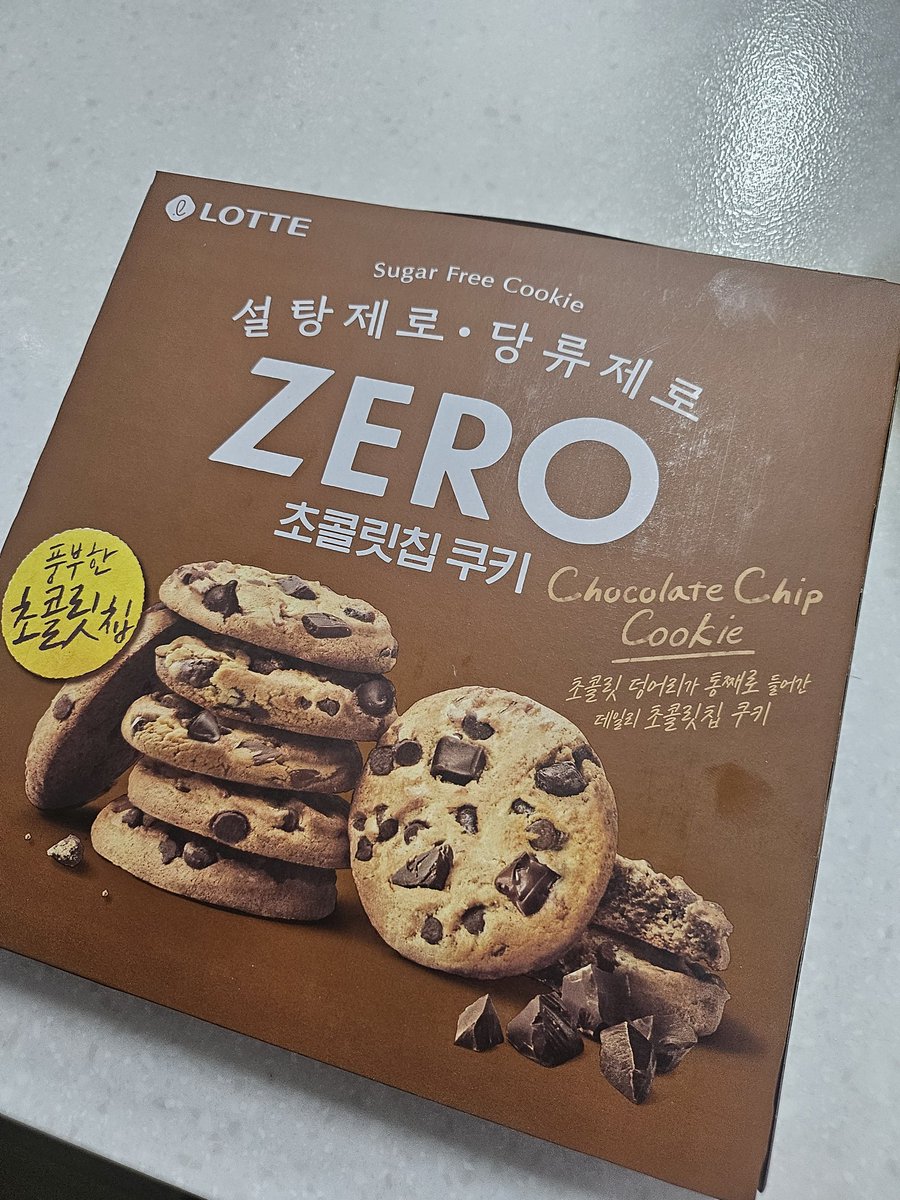 LOTTE
Sugar Free Cookie
설탕제로·당류제로
ZERO
초콜릿칩 쿠키
Chocolate Chip
Cookie
초콜릿 덩어리가 통째로 들어간
데일리 초콜릿칩 쿠키
풍부한
초콜릿칩